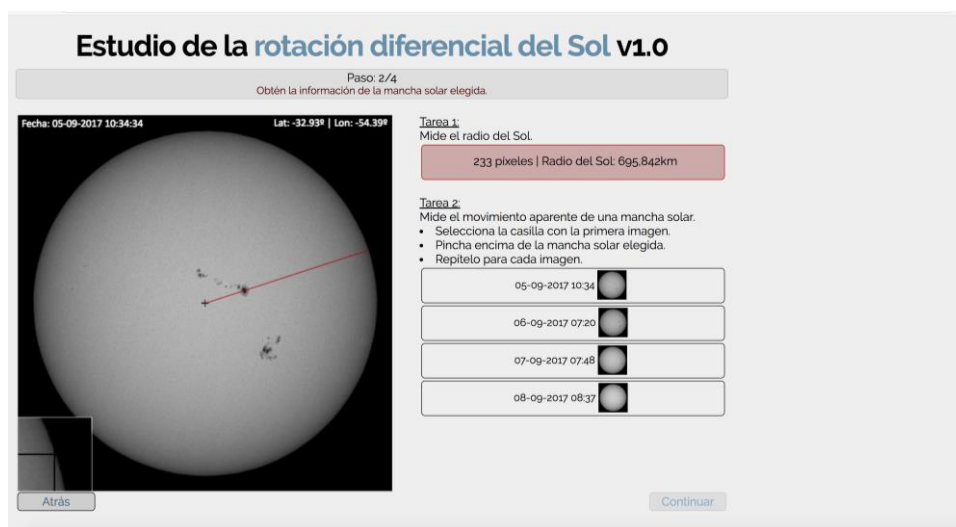 Estudio de la rotación diferencial del Sol v1.0
Paso: 2/4
Obtén la información de la mancha solar elegida.
Fecha: 05-09-2017 10:34:34
Lat: -32.93º | Lon: -54.39º
Tarea 1:
Mide el radio del Sol.
233 píxeles | Radio del Sol: 695,842km
Tarea 2:
Mide el movimiento aparente de una mancha solar.
• Selecciona la casilla con la primera imagen.
• Pincha encima de la mancha solar elegida.
• Repítelo para cada imagen.
05-09-2017 10:34
06-09-2017 07:20
07-09-2017 07:48
08-09-2017 08:37
Atrás
Continuar